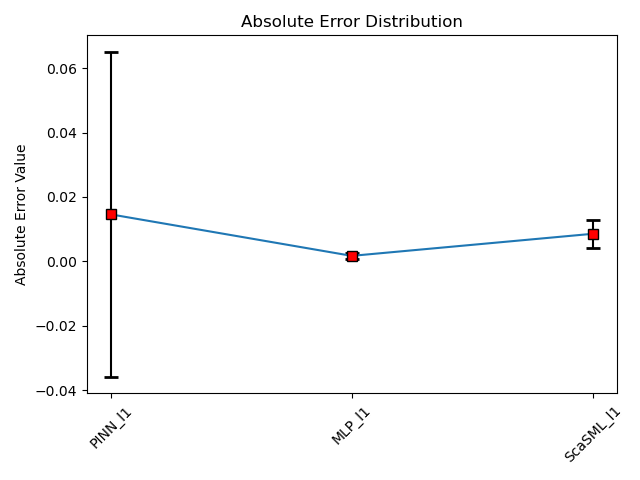 Absolute Error Distribution
Absolute Error Value
0.06
0.04
0.02
0.00
−0.02
−0.04
PINN_l1
MLP_l1
ScaSML_l1